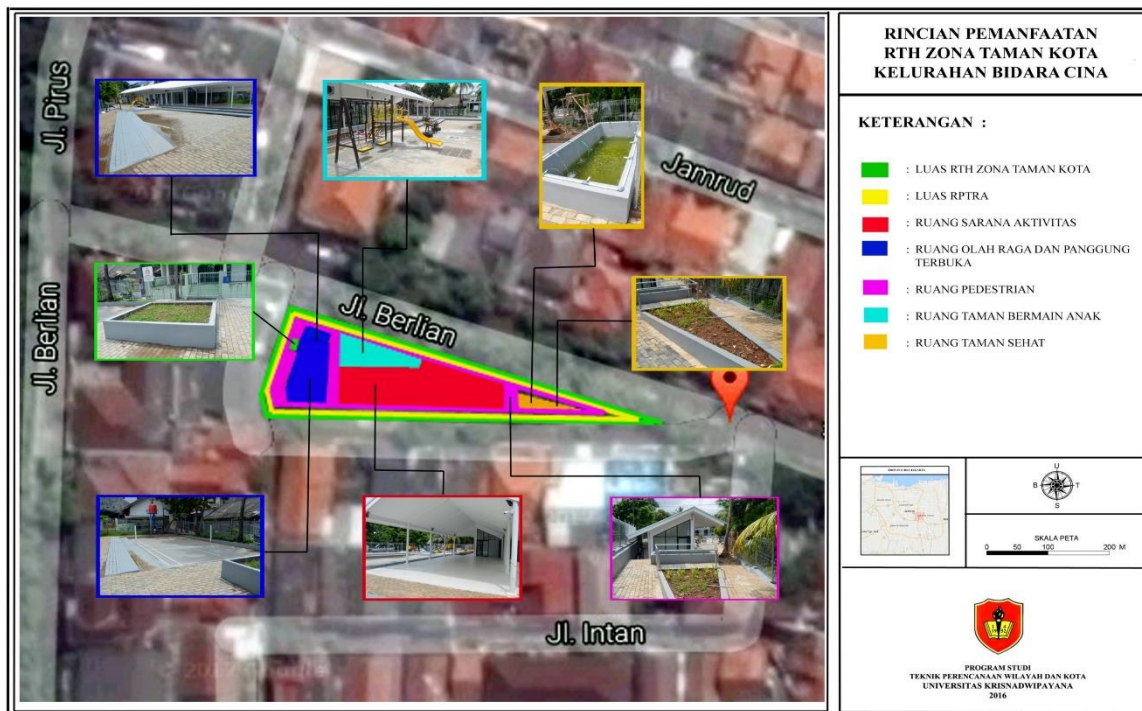 Jl. Pirus
Jamrud
Jl. Berlian
Jl. Berlian
Jl. Intan
RINCIAN PEMANFAATAN
RTH ZONA TAMAN KOTA
KELURAHAN BIDARA CINA
KETERANGAN :
: LUAS RTH ZONA TAMAN KOTA
: LUAS RPTRA
: RUANG SARANA AKTIVITAS
: RUANG OLAH RAGA DAN PANGGUNG
TERBUKA
: RUANG PEDESTRIAN
: RUANG TAMAN BERMAIN ANAK
: RUANG TAMAN SEHAT
U
B T
S
SKALA PETA
0 50 100 200 M
PROGRAM STUDI
TEKNIK PERENCANAAN WILAYAH DAN KOTA
UNIVERSITAS KRISNADWIPAYANA
2016